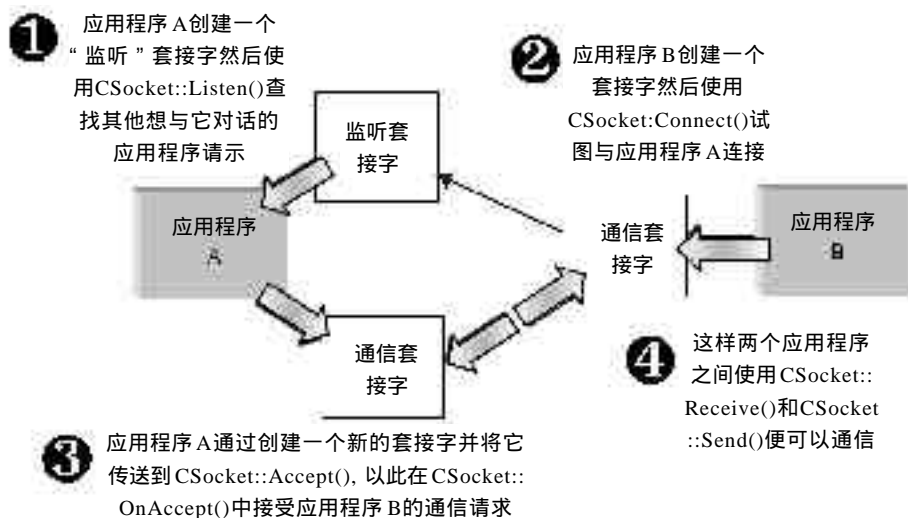 1
应用程序A创建一个
“监听”套接字然后使
用CSocket::Listen()查
找其他想与它对话的
应用程序请示
2
应用程序B创建一个
套接字然后使用
CSocket:Connect()试
图与应用程序A连接
监听套
接字
应用程序
A
通信套
接字
应用程序
B
通信套
接字
4
这样两个应用程序
之间使用CSocket::
Receive()和CSocket
::Send()便可以通信
3
应用程序A通过创建一个新的套接字并将它
传送到CSocket::Accept(), 以此在CSocket::
OnAccept()中接受应用程序B的通信请求